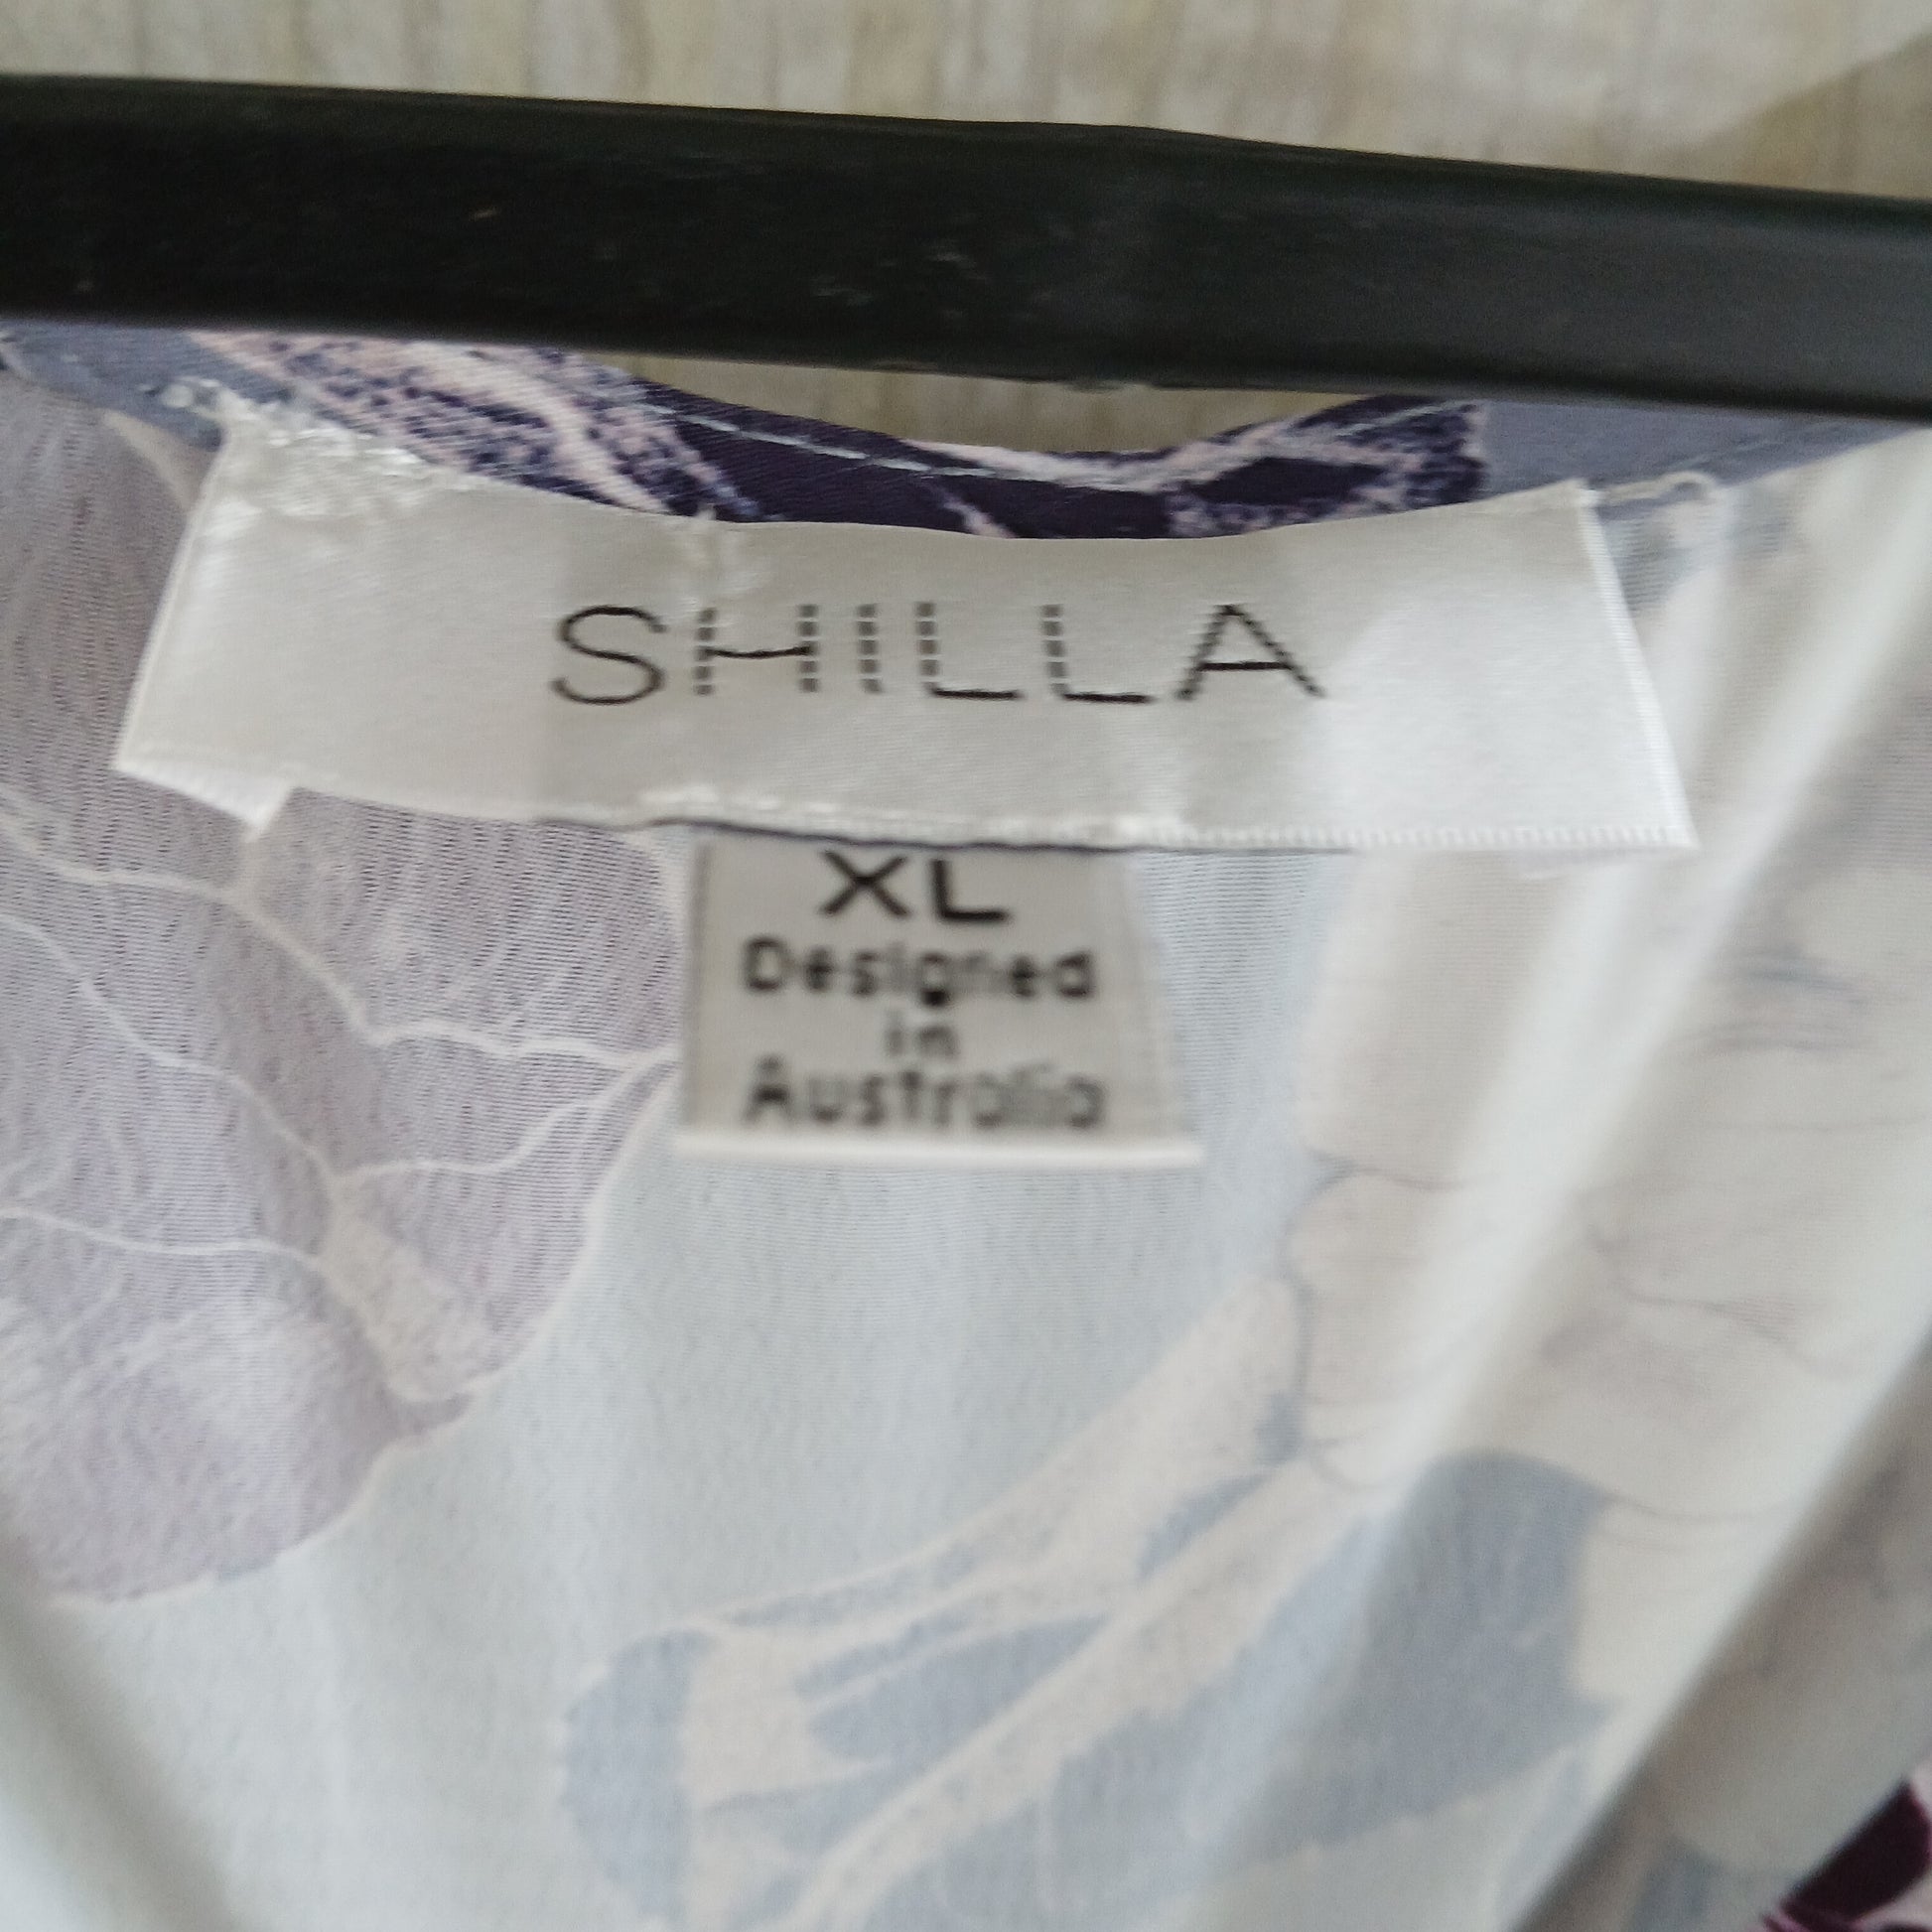 SHILLA
XL
Designed
in
Australia